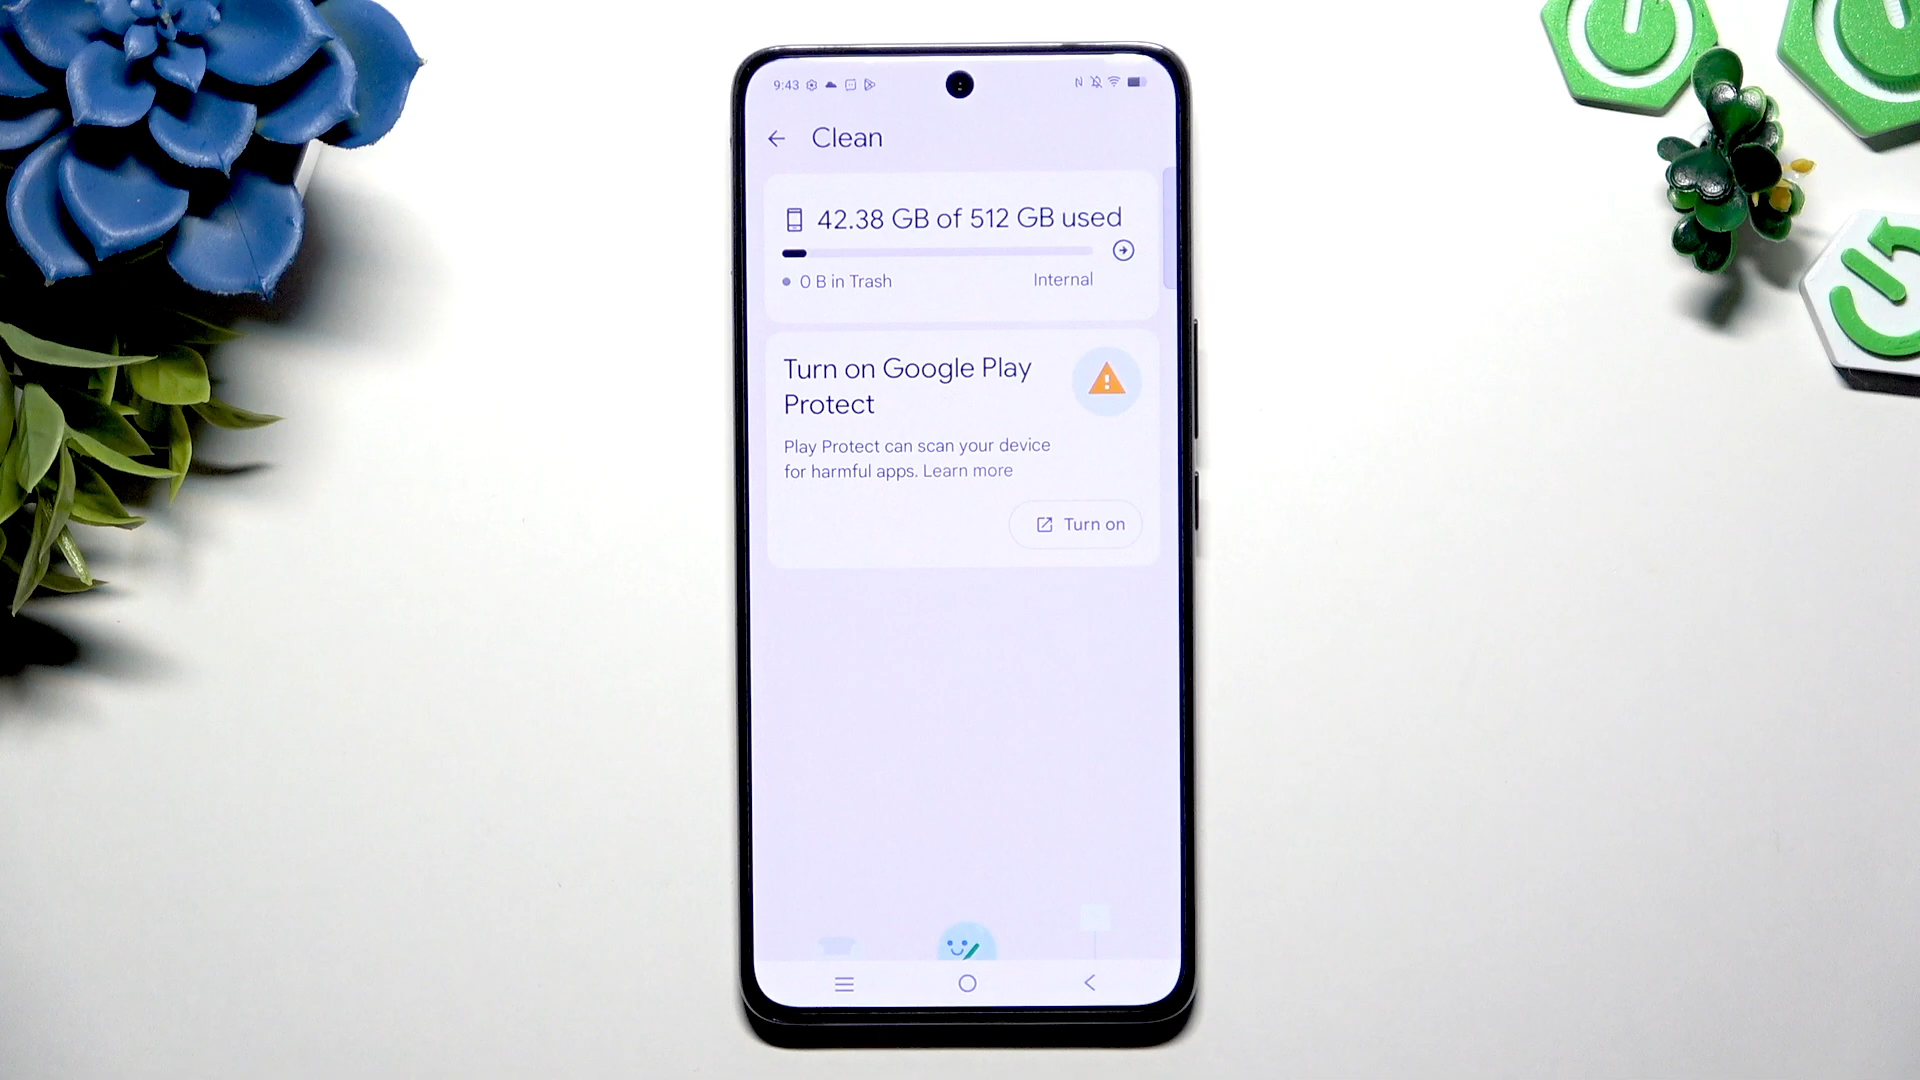 9:43
Clean
42.38 GB of 512 GB used
0 B in Trash
Internal
Turn on Google Play
Protect
Play Protect can scan your device
for harmful apps. Learn more
Turn on